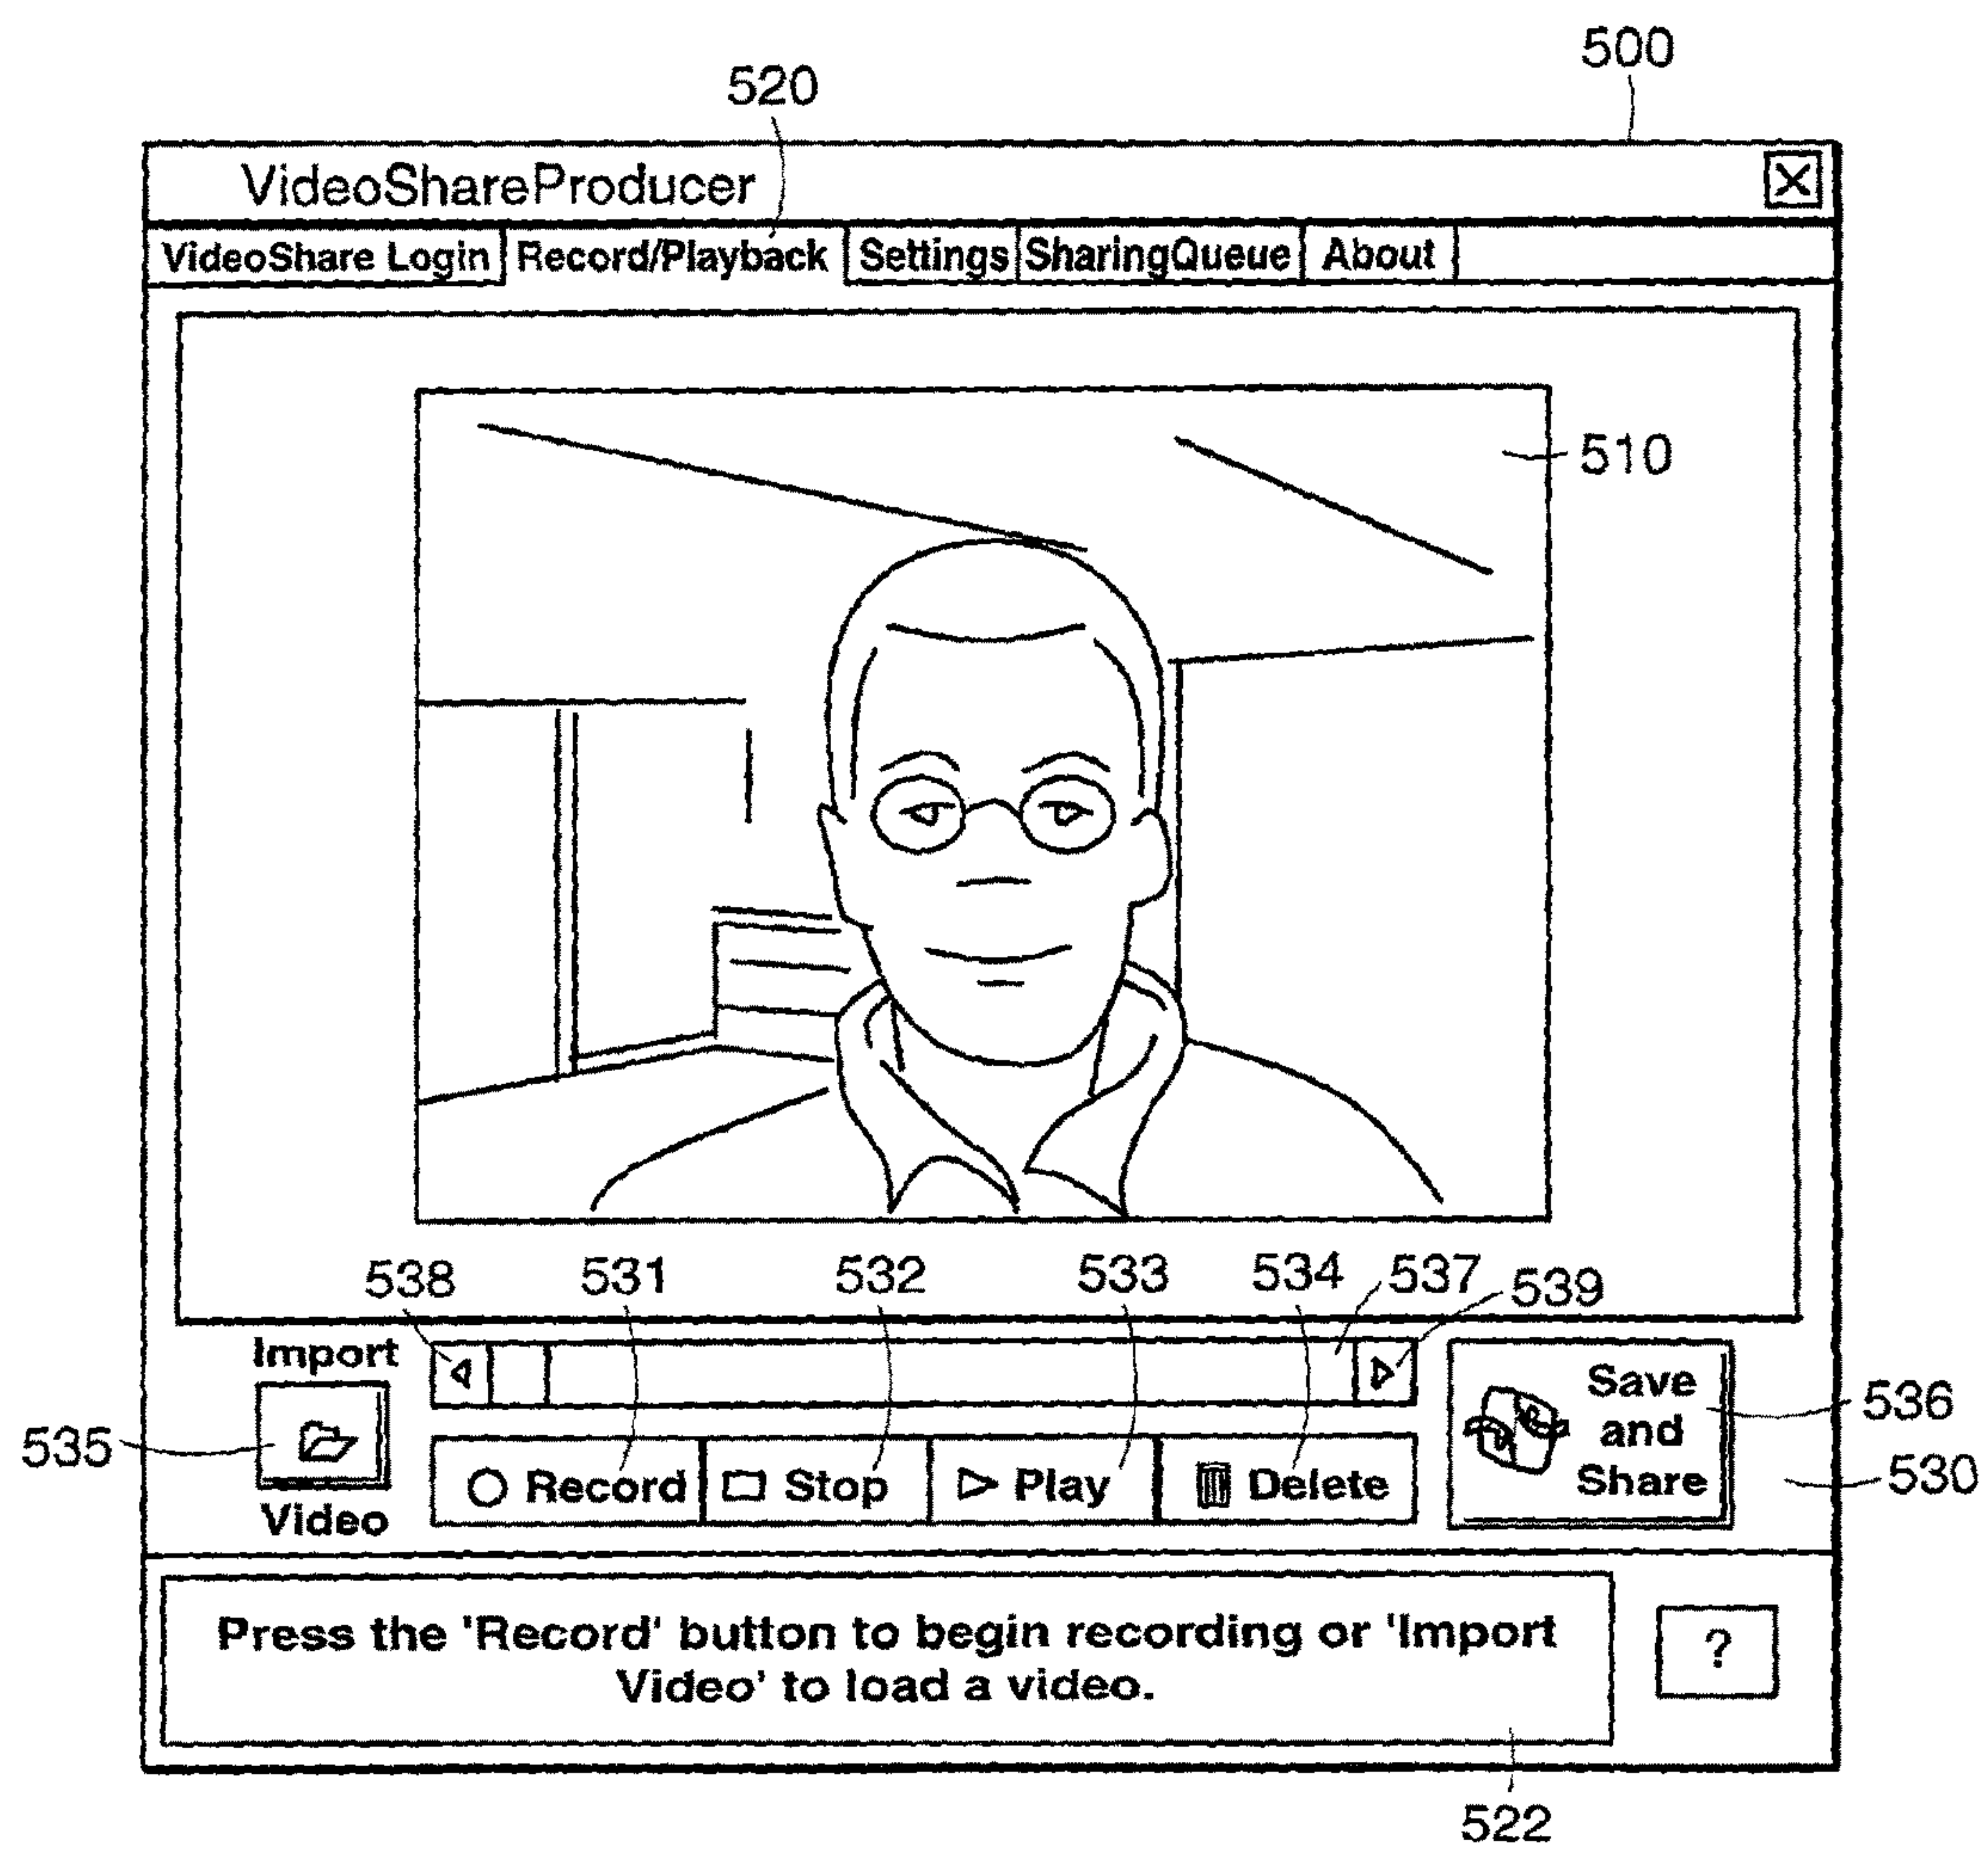 500
520
VideoShareProducer
VideoShare Login Record/Playback Settings SharingQueue About
510
538 531 532 533 534 537 539
Import
Video
535
Record Stop Play Delete
Save
and
Share
536
530
Press the 'Record' button to begin recording or 'Import
Video' to load a video.
?
522